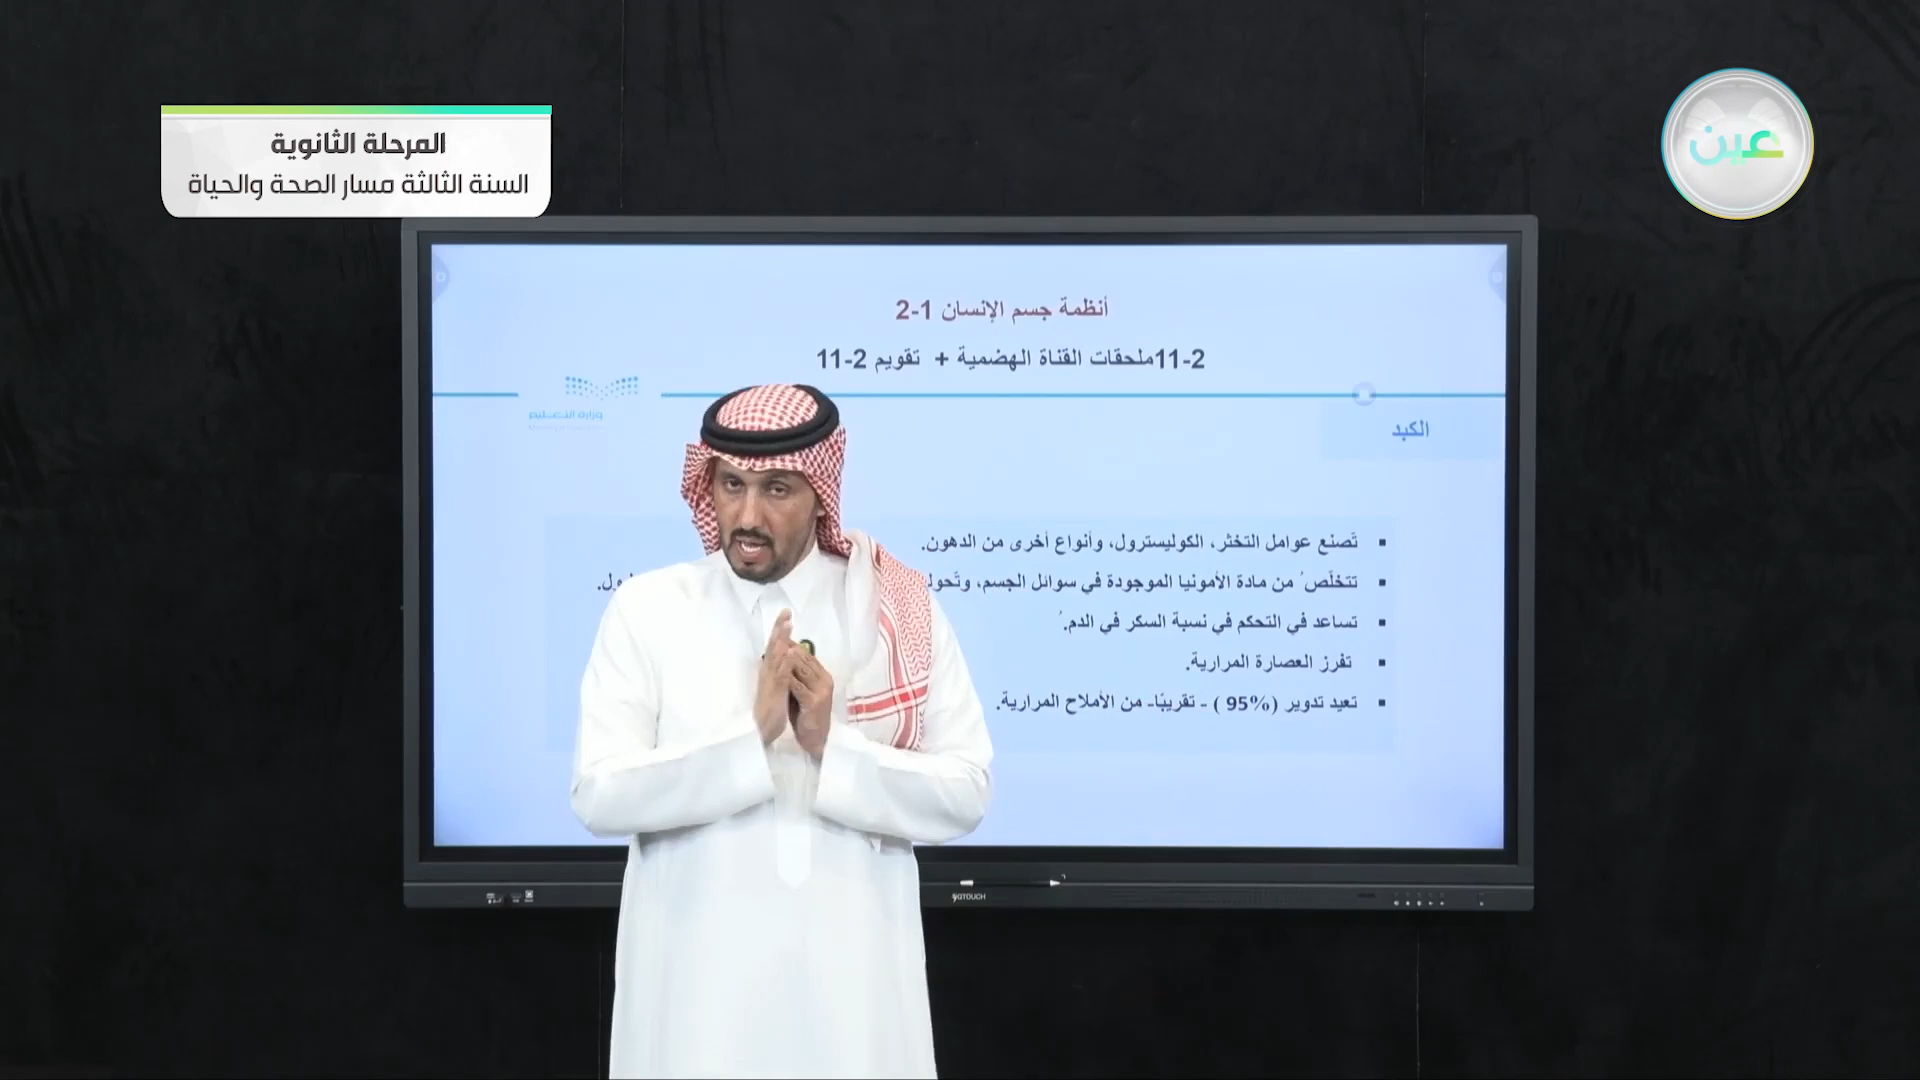 المرحلة الثانوية
السنة الثالثة مسار الصحة والحياة
عين
أنظمة جسم الإنسان 1-2
11-2ملحقات القناة الهضمية + تقويم 2-11
وزارة التعليم
الكبد
▪ تَصنع عوامل التخثر، الكوليسترول، وأنواع أخرى من الدهون.
▪ تتخلّص ُ من مادة الأمونيا الموجودة في سوائل الجسم، وتَحول
▪ تساعد في التحكم في نسبة السكر في الدم.ُ
▪ تفرز العصارة المرارية.
▪ تعيد تدوير (95% ) - تقريبًا- من الأملاح المرارية.